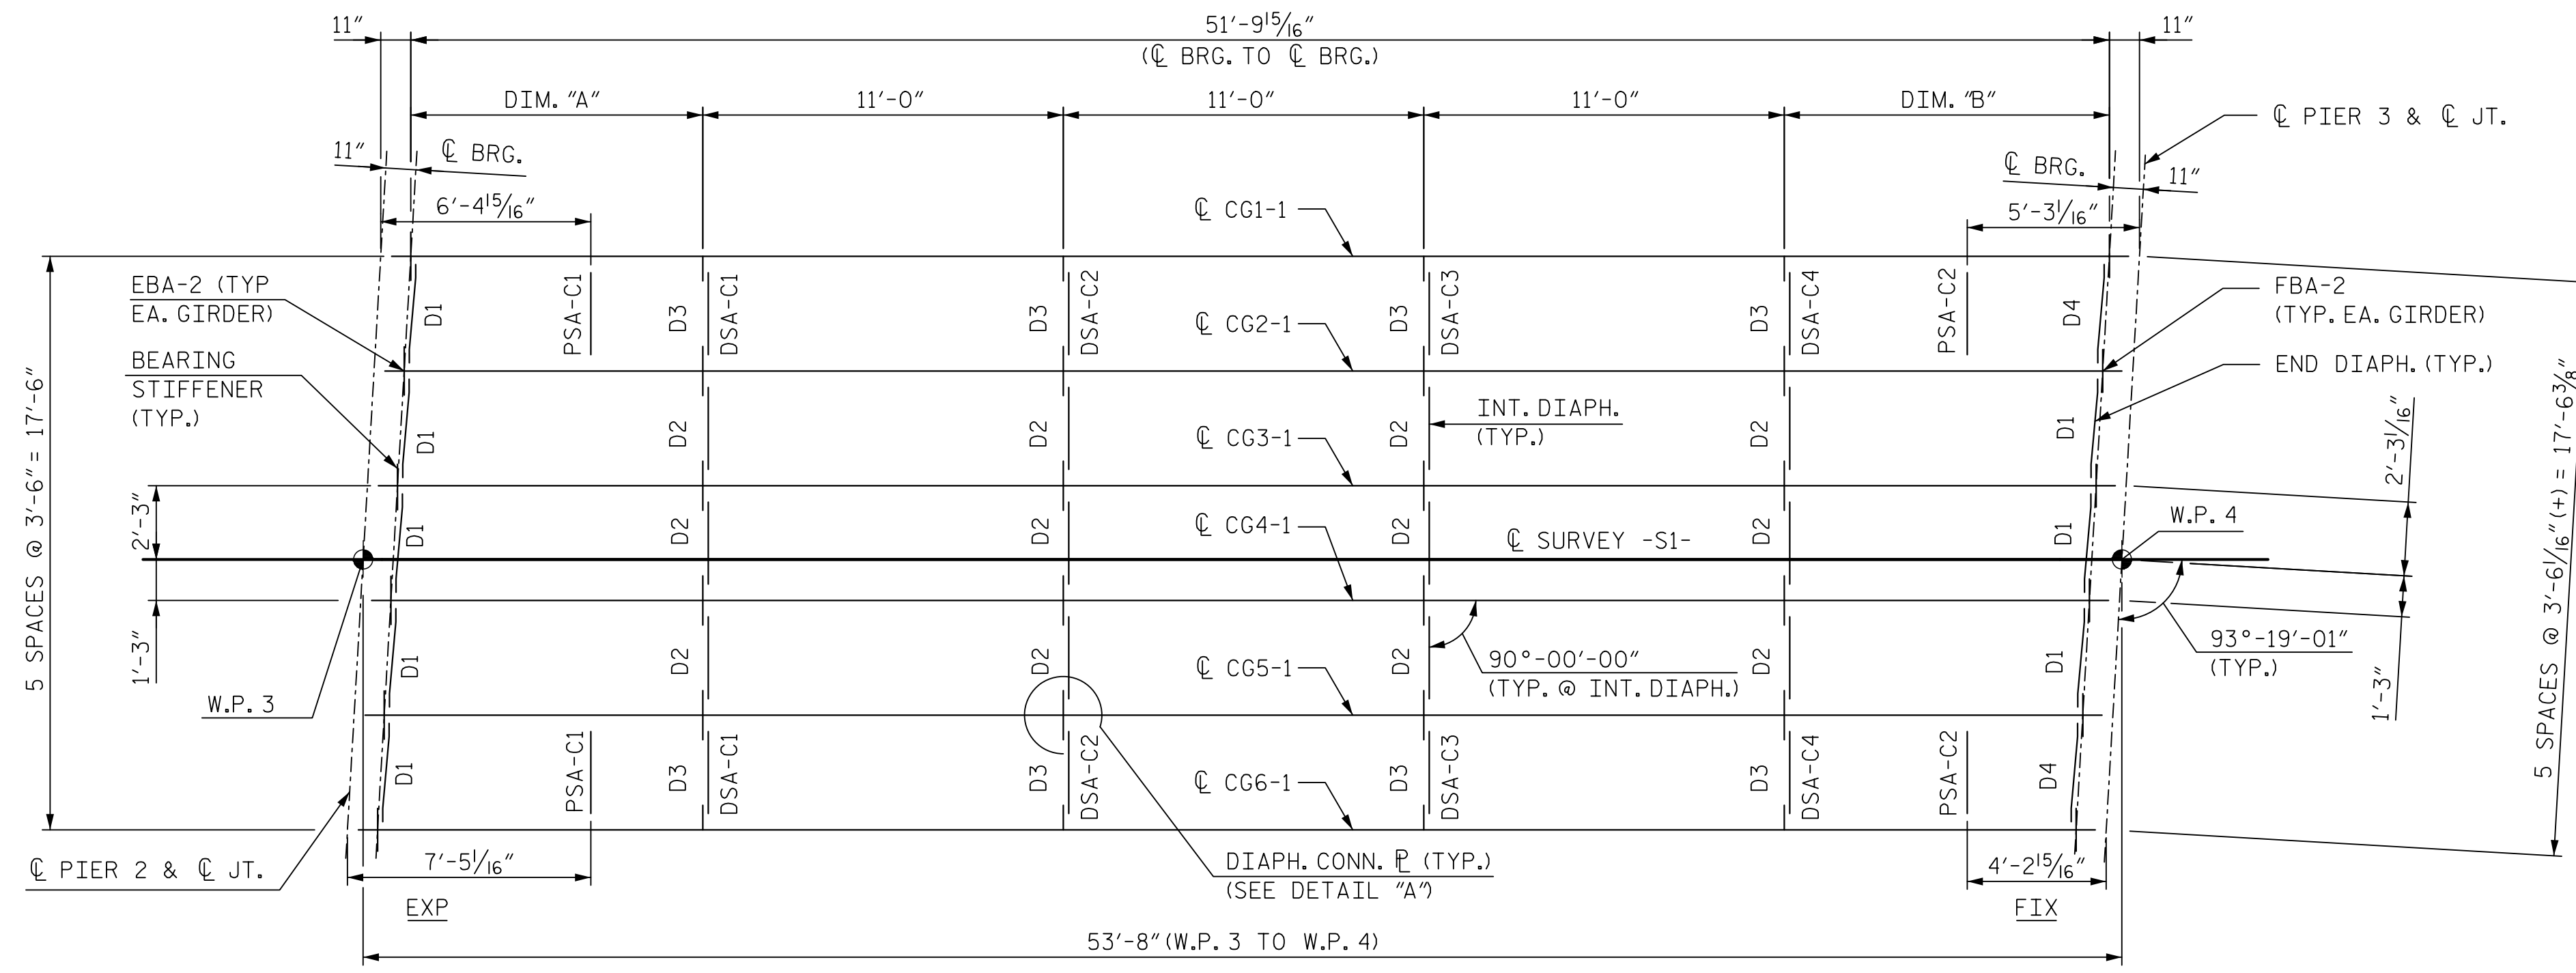 11″
51′-9 15/16″
11″
(℄ BRG. TO ℄ BRG.)
DIM. "A"
11′-0″
11′-0″
11′-0″
DIM. "B"
℄ PIER 3 & ℄ JT.
11″
℄ BRG.
℄ BRG.
11″
6′-4 15/16″
℄ CG1-1
5′-3 1/16″
EBA-2 (TYP
EA. GIRDER)
D1
PSA-C1
D3
DSA-C1
D3
DSA-C2
℄ CG2-1
D3
DSA-C3
D3
DSA-C4
PSA-C2
D4
FBA-2
(TYP. EA. GIRDER)
BEARING
STIFFENER
(TYP.)
END DIAPH. (TYP.)
D1
D2
D2
℄ CG3-1
D2
INT. DIAPH.
(TYP.)
D2
D1
2′-3 1/16″
5 SPACES @ 3′-6″ = 17′-6″
2′-3″
D1
D2
D2
℄ CG4-1
D2
℄ SURVEY -S1-
D2
D1
W.P. 4
5 SPACES @ 3′-6 1/16″ (+) = 17′-6 3/8″
1′-3″
W.P. 3
D1
D2
D2
℄ CG5-1
D2
90°-00′-00″
(TYP. @ INT. DIAPH.)
D2
D1
93°-19′-01″
(TYP.)
1′-3″
D1
PSA-C1
D3
DSA-C1
D3
DSA-C2
℄ CG6-1
D3
DSA-C3
D3
DSA-C4
PSA-C2
D4
℄ PIER 2 & ℄ JT.
7′-5 1/16″
DIAPH. CONN. ⅊ (TYP.)
(SEE DETAIL "A")
4′-2 15/16″
EXP
FIX
53′-8″ (W.P. 3 TO W.P. 4)